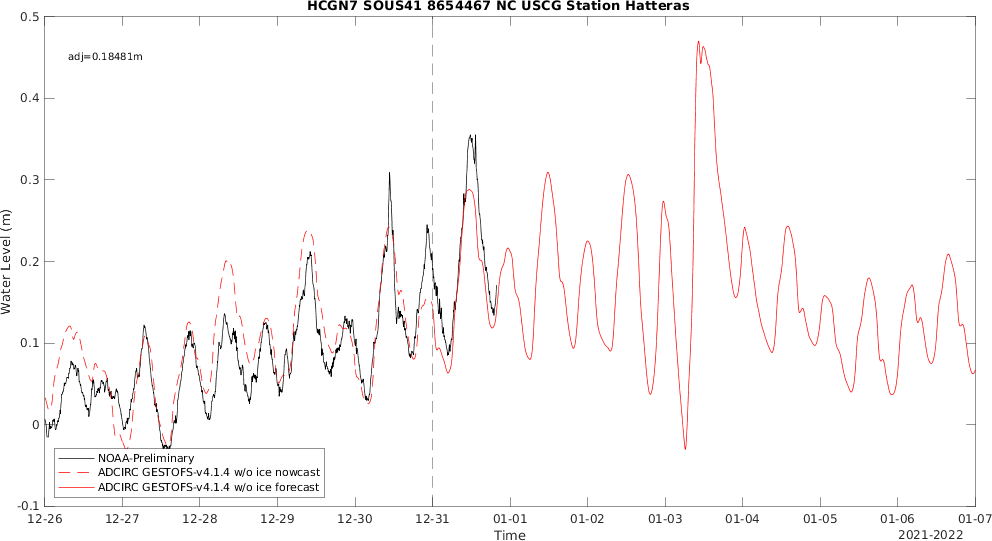 HCGN7 SOUS41 8654467 NC USCG Station Hatteras
0.5
adj=0.18481m
0.4
0.3
0.2
0.1
0
-0.1
Water Level (m)
NOAA-Preliminary
ADCIRC GESTOFS-v4.1.4 w/o ice nowcast
ADCIRC GESTOFS-v4.1.4 w/o ice forecast
12-26 12-27 12-28 12-29 12-30 12-31 01-01 01-02 01-03 01-04 01-05 01-06 01-07
Time
2021-2022